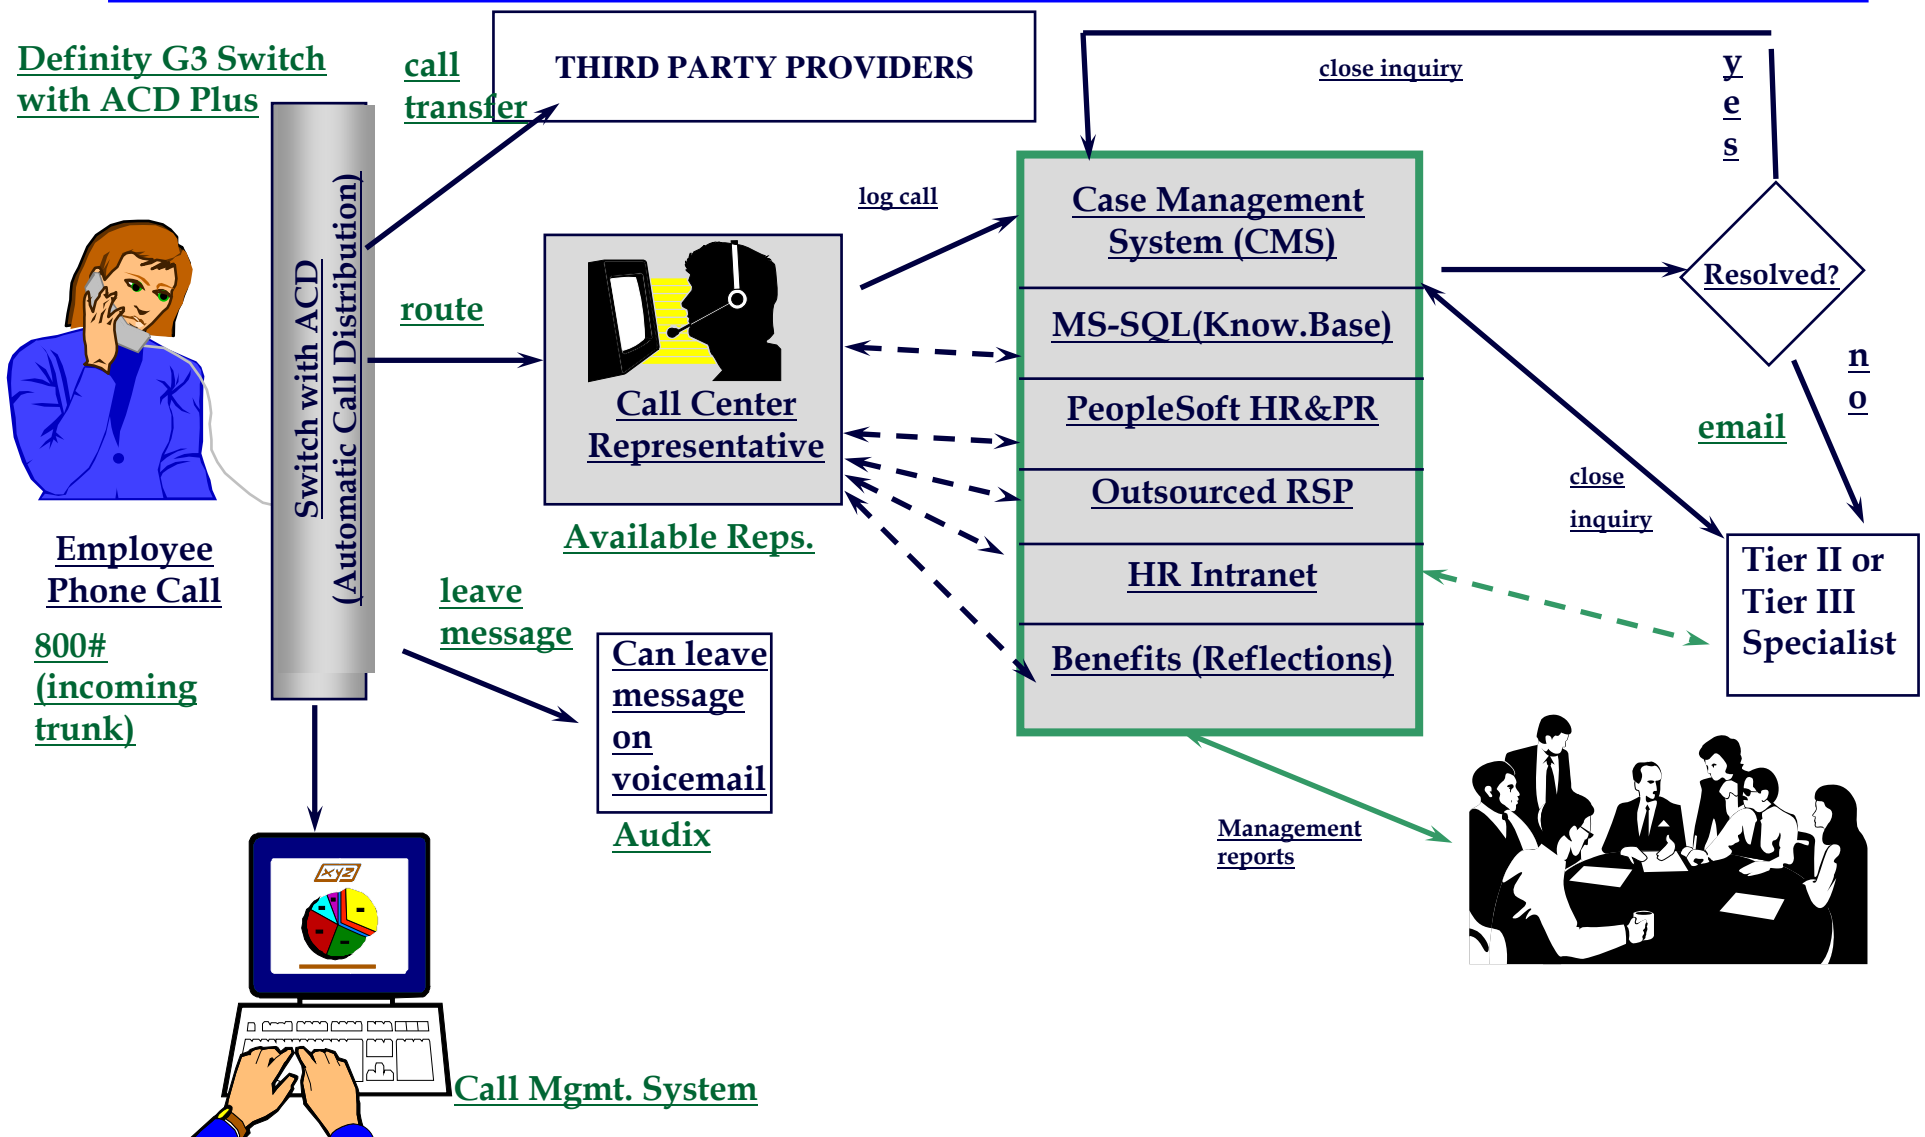 Definity G3 Switch
with ACD Plus
call
transfer
THIRD PARTY PROVIDERS
close inquiry
y
e
s
Switch with ACD
(Automatic Call Distribution)
log call
Case Management
System (CMS)
Resolved?
route
MS-SQL(Know.Base)
n
o
Call Center
Representative
PeopleSoft HR&PR
email
Outsourced RSP
close
inquiry
Available Reps.
Employee
Phone Call
HR Intranet
Tier II or
Tier III
Specialist
leave
message
800#
(incoming
trunk)
Can leave
message
on
voicemail
Benefits (Reflections)
Audix
Management
reports
XYZ
Call Mgmt. System